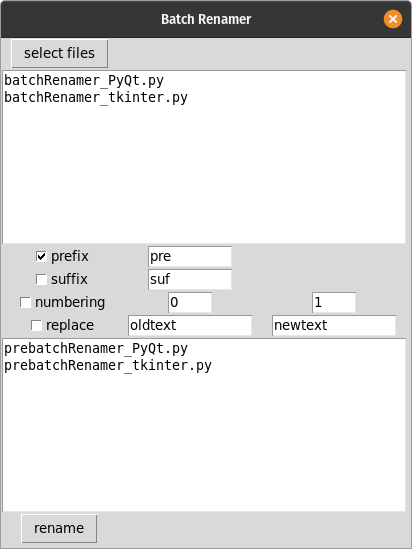 Batch Renamer
select files
batchRenamer_PyQt.py
batchRenamer_tkinter.py
prefix pre
suffix suf
numbering 0 1
replace oldtext newtext
prebatchRenamer_PyQt.py
prebatchRenamer_tkinter.py
rename